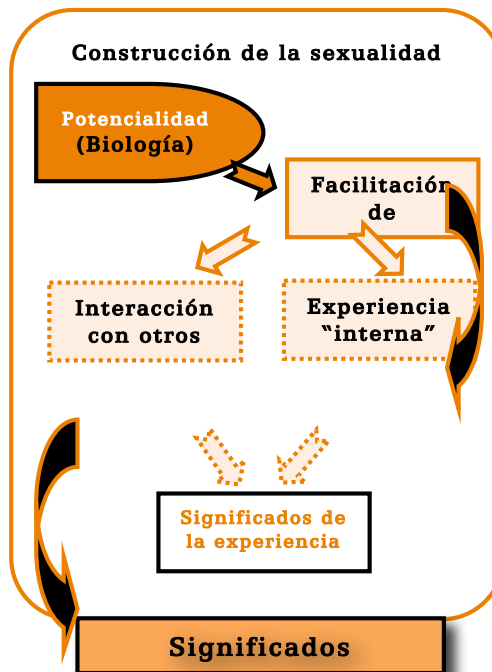 Construcción de la sexualidad
Potencialidad
(Biología)
Facilitación
de
Interacción
con otros
Experiencia
“interna”
Significados de
la experiencia
Significados